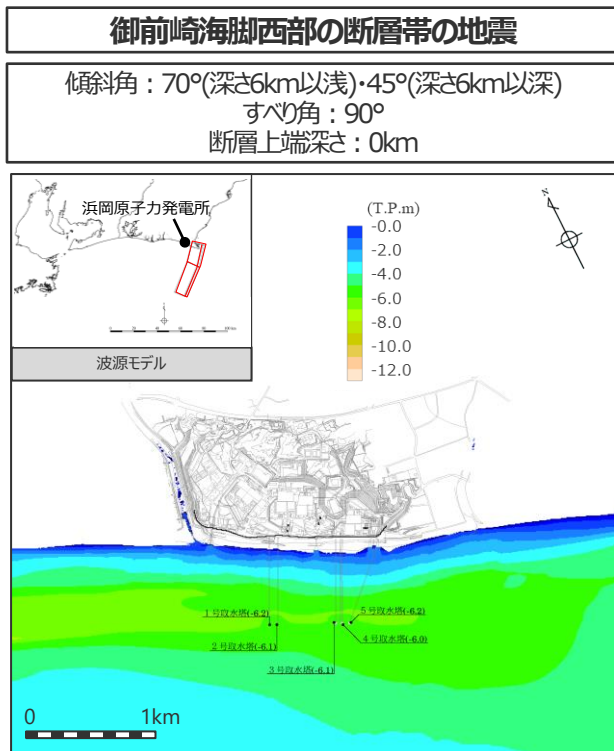 御前崎海脚西部の断層帯の地震
傾斜角：70°(深さ6km以浅)･45°(深さ6km以深)
すべり角：90°
断層上端深さ：0km
浜岡原子力発電所
波源モデル
(T.P.m)
-0.0
-2.0
-4.0
-6.0
-8.0
-10.0
-12.0
N
1号取水塔(-6.2)
2号取水塔(-6.1)
3号取水塔(-6.1)
4号取水塔(-6.0)
5号取水塔(-6.2)
0 1km